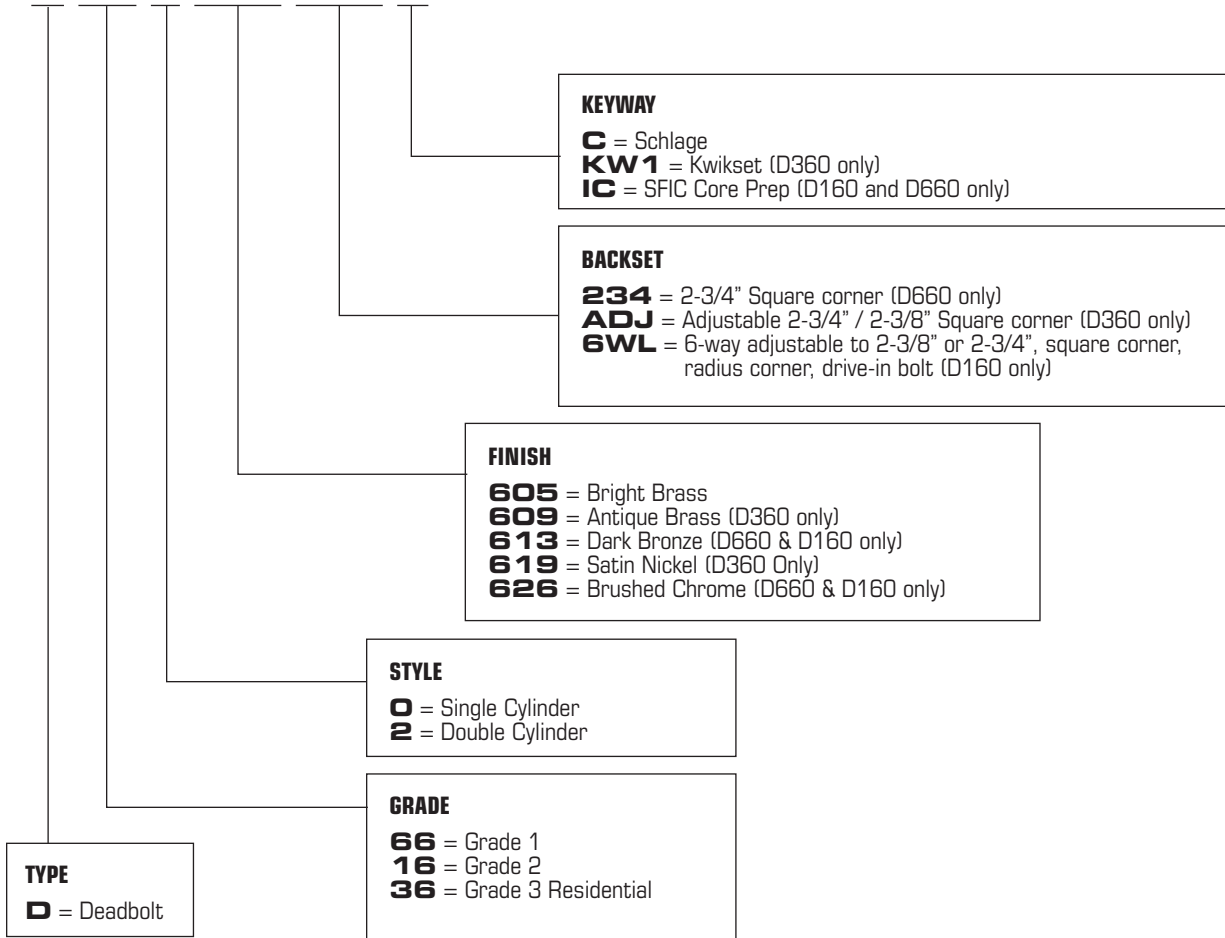 KEYWAY
C = Schlage
KW1 = Kwikset (D360 only)
IC = SFIC Core Prep (D160 and D660 only)
BACKSET
234 = 2-3/4” Square corner (D660 only)
ADJ = Adjustable 2-3/4” / 2-3/8” Square corner (D360 only)
6WL = 6-way adjustable to 2-3/8” or 2-3/4”, square corner,
radius corner, drive-in bolt (D160 only)
FINISH
605 = Bright Brass
609 = Antique Brass (D360 only)
613 = Dark Bronze (D660 & D160 only)
619 = Satin Nickel (D360 Only)
626 = Brushed Chrome (D660 & D160 only)
STYLE
0 = Single Cylinder
2 = Double Cylinder
GRADE
66 = Grade 1
16 = Grade 2
36 = Grade 3 Residential
TYPE
D = Deadbolt